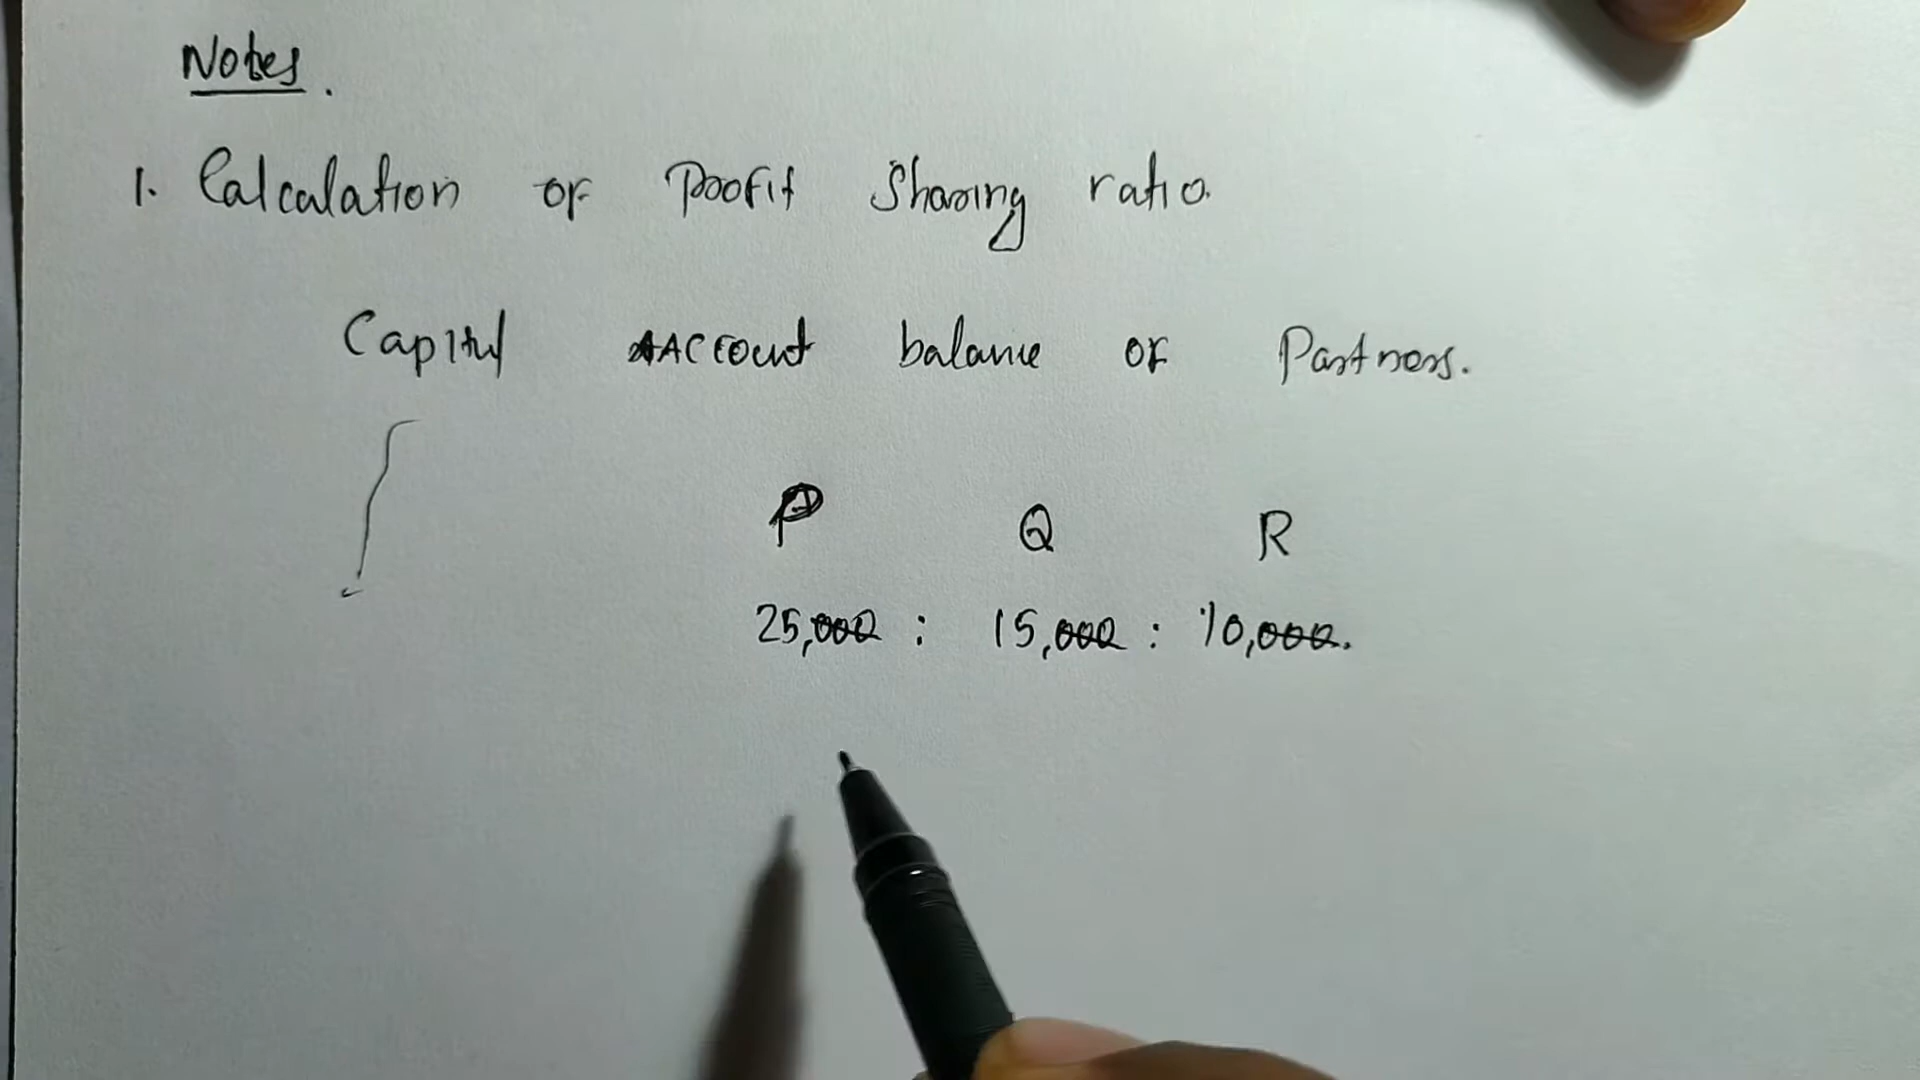 Notes.
1. Calculation of Profit Sharing ratio.
Capital Account balance of Partners.
P Q R
25,000 : 15,000 : 10,000.